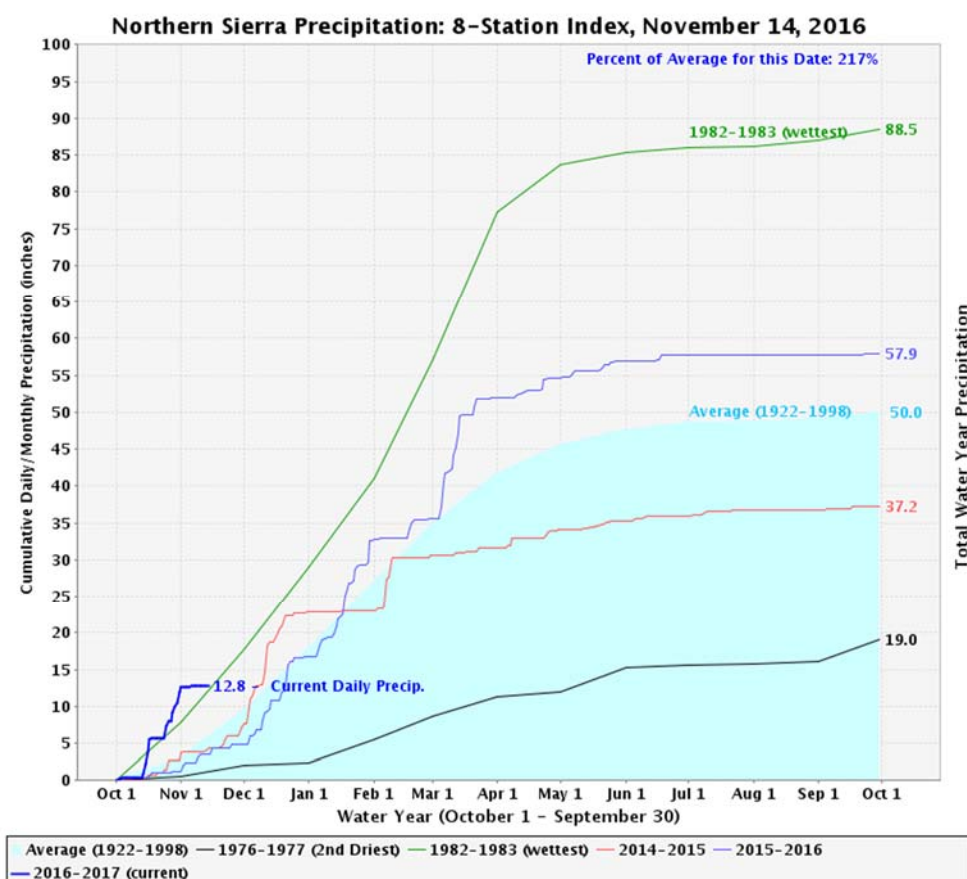 Northern Sierra Precipitation: 8-Station Index, November 14, 2016
Percent of Average for this Date: 217%
Cumulative Daily/Monthly Precipitation (inches)
100
95
90
85
80
75
70
65
60
55
50
45
40
35
30
25
20
15
10
5
0
1982-1983 (wettest)
88.5
57.9
Average (1922-1998)
50.0
37.2
19.0
12.8 - Current Daily Precip.
Total Water Year Precipitation
Oct 1 Nov 1 Dec 1 Jan 1 Feb 1 Mar 1 Apr 1 May 1 Jun 1 Jul 1 Aug 1 Sep 1 Oct 1
Water Year (October 1 - September 30)
Average (1922-1998) 1976-1977 (2nd Driest) 1982-1983 (wettest) 2014-2015 2015-2016
2016-2017 (current)